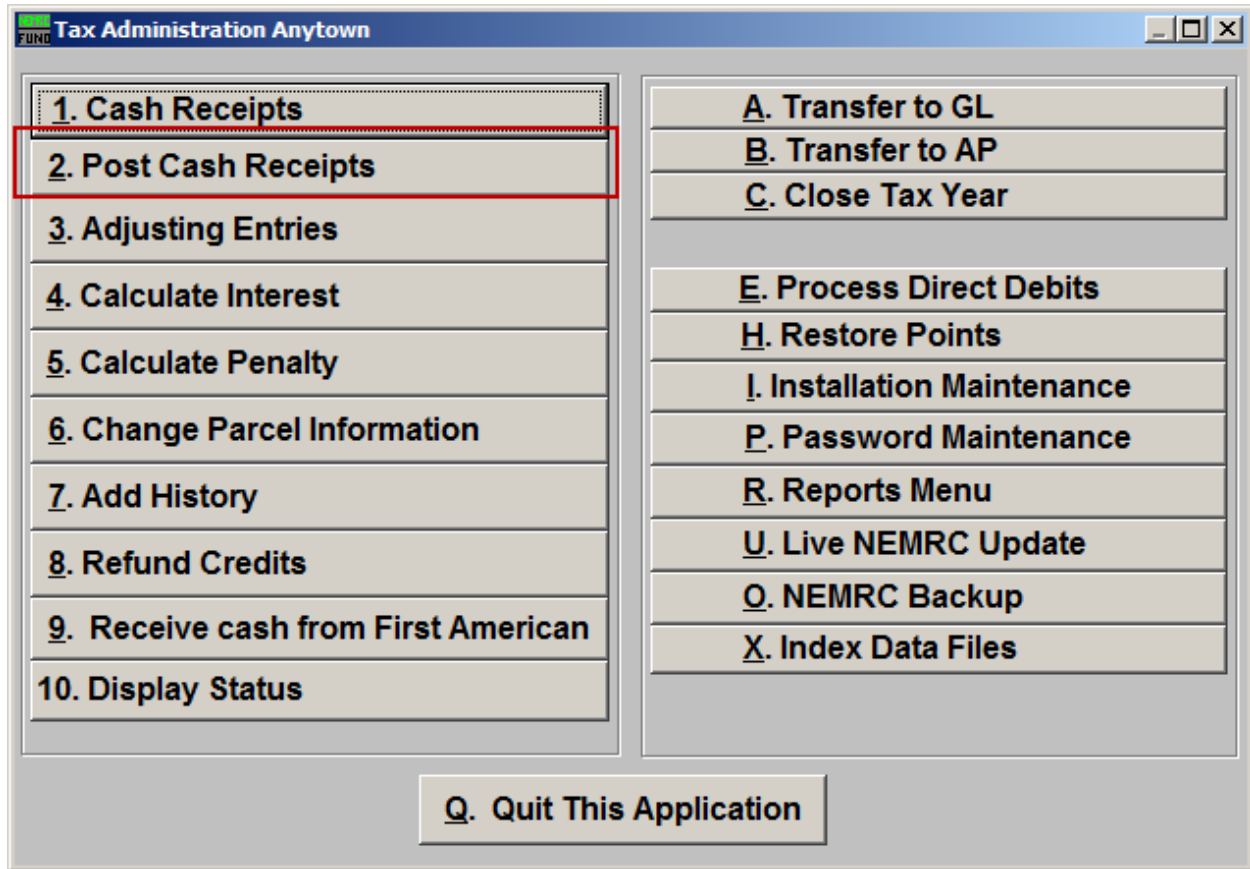 NEMRC
FUND
Tax Administration Anytown
1. Cash Receipts
2. Post Cash Receipts
3. Adjusting Entries
4. Calculate Interest
5. Calculate Penalty
6. Change Parcel Information
7. Add History
8. Refund Credits
9. Receive cash from First American
10. Display Status
A. Transfer to GL
B. Transfer to AP
C. Close Tax Year
E. Process Direct Debits
H. Restore Points
I. Installation Maintenance
P. Password Maintenance
R. Reports Menu
U. Live NEMRC Update
O. NEMRC Backup
X. Index Data Files
Q. Quit This Application